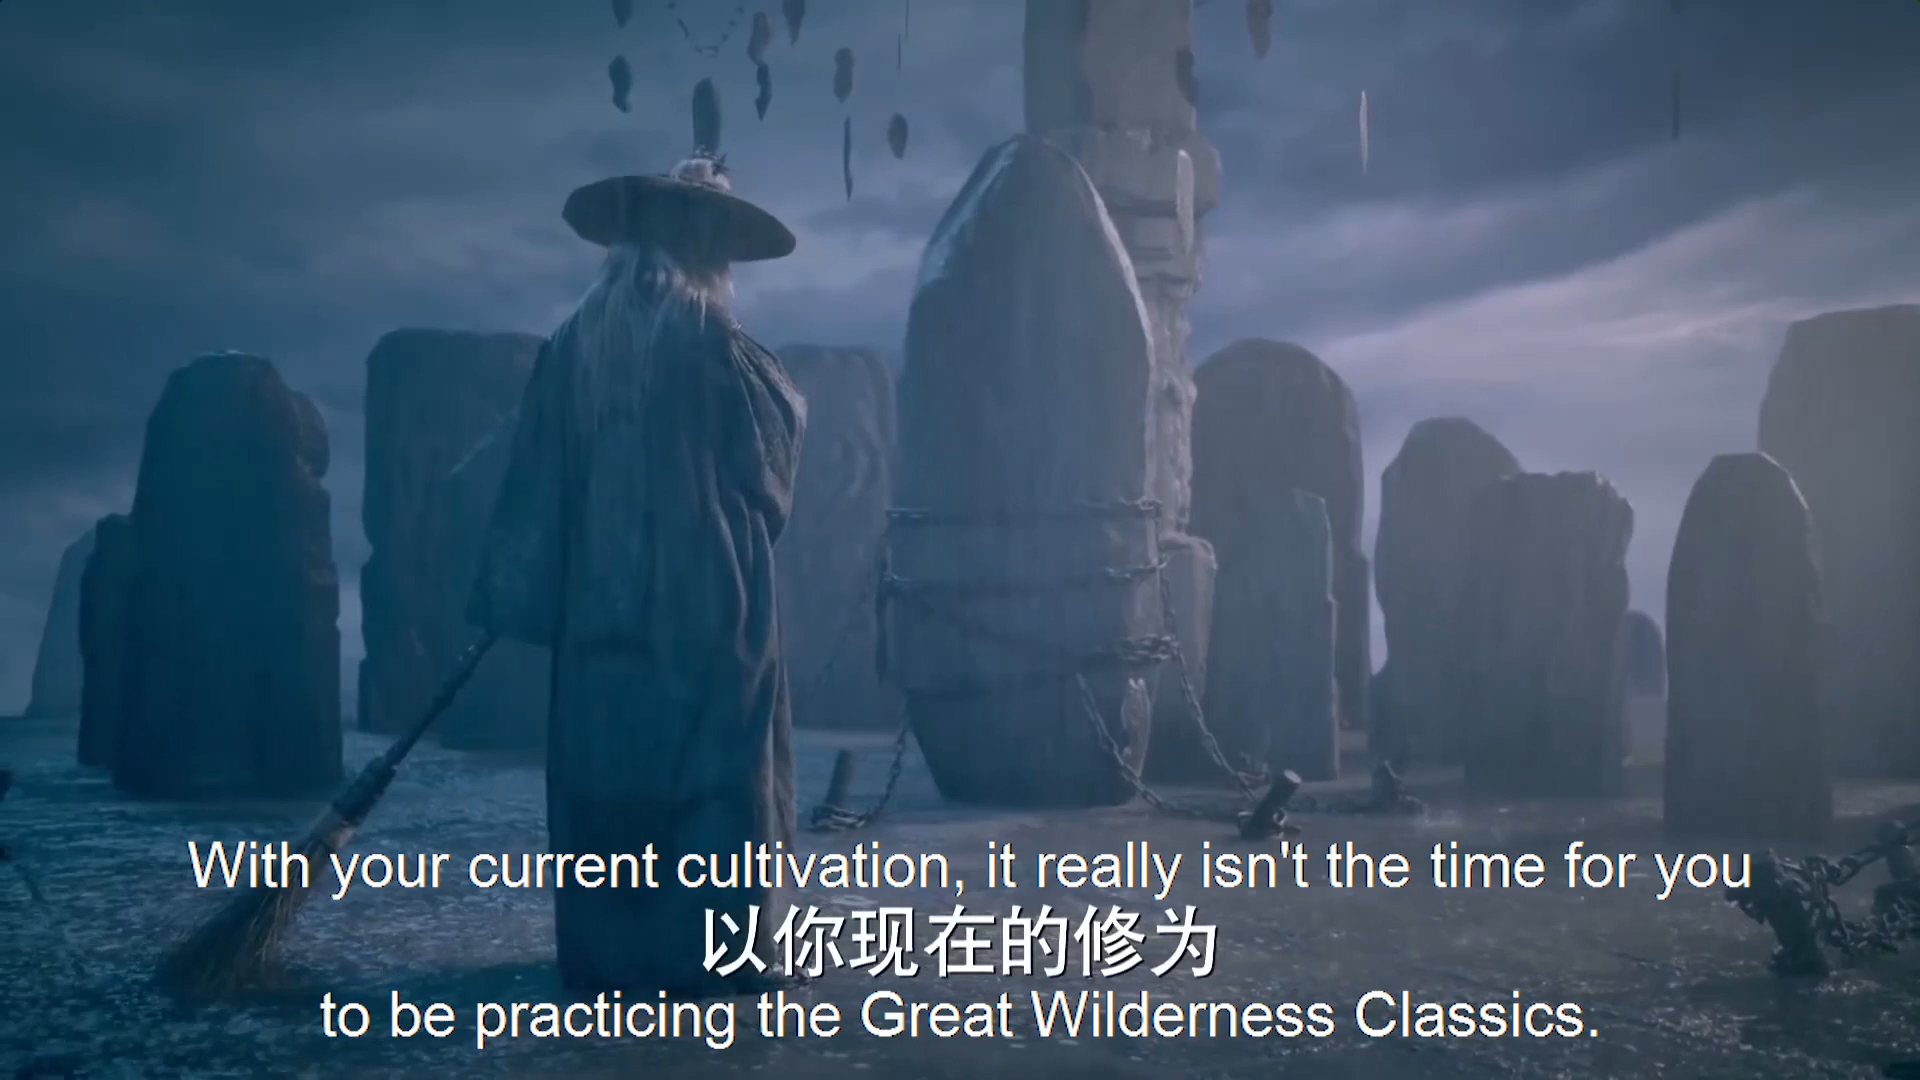 With your current cultivation, it really isn't the time for you
以你现在的修为
to be practicing the Great Wilderness Classics.